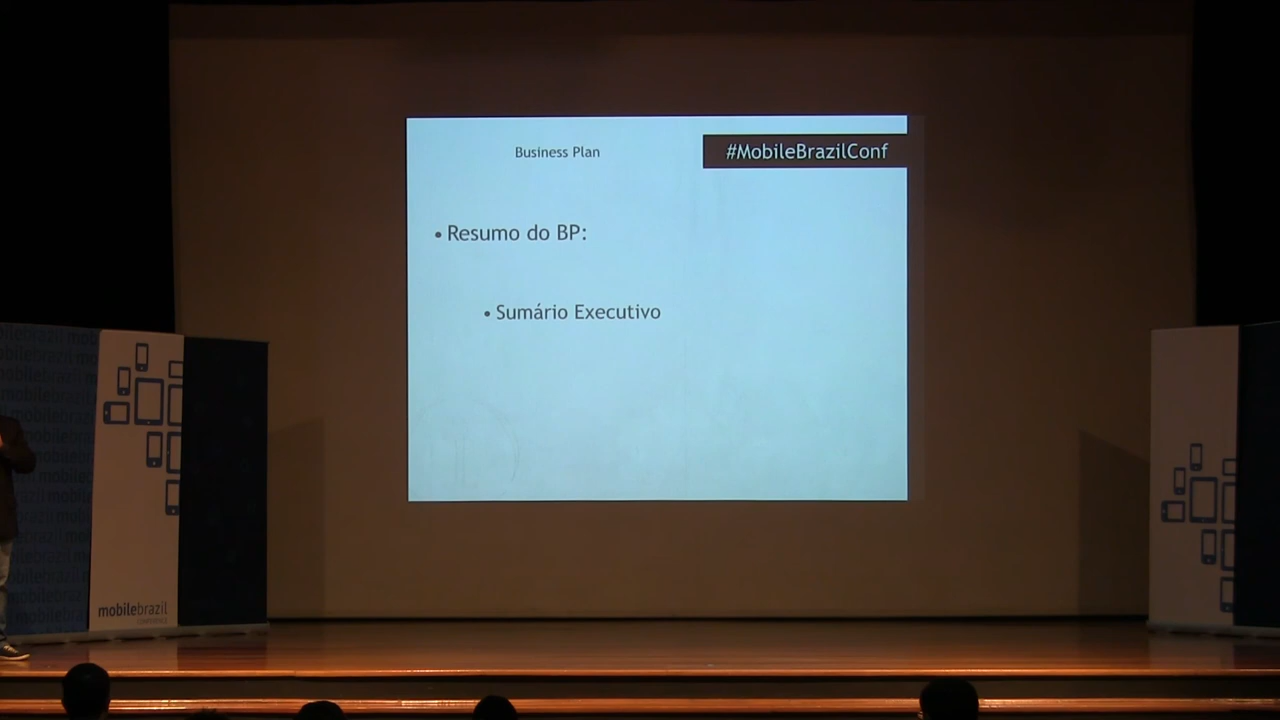 Business Plan
#MobileBrazilConf
• Resumo do BP:
• Sumário Executivo
mobilebrazil